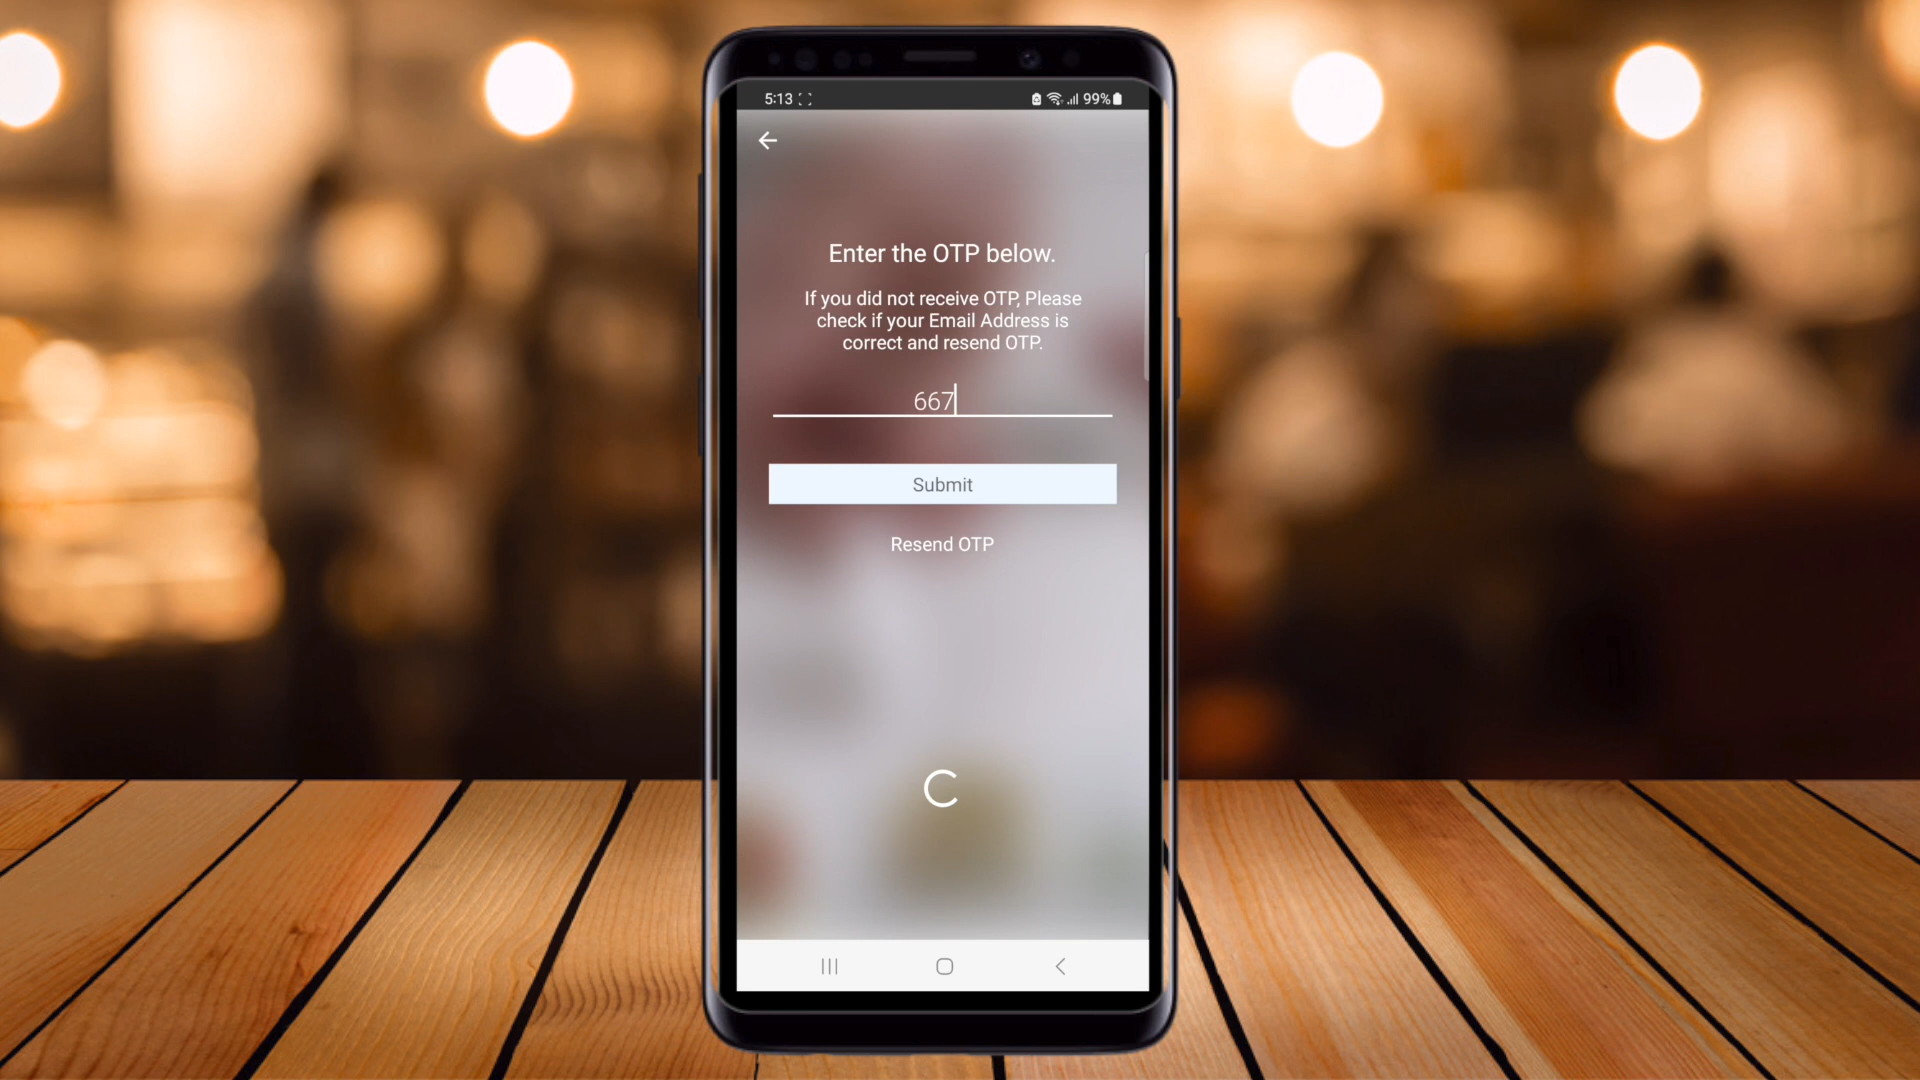 5:13 99%
Enter the OTP below.
If you did not receive OTP, Please
check if your Email Address is
correct and resend OTP.
667
Submit
Resend OTP